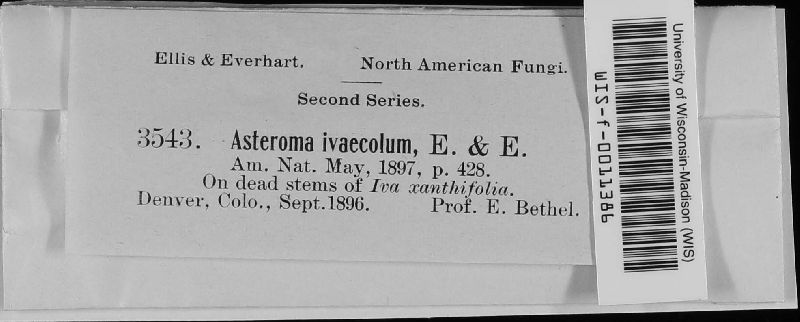 Ellis & Everhart. North American Fungi.
Second Series.
3543. Asteroma ivaecolum, E. & E.
Am. Nat. May, 1897, p. 428.
On dead stems of Iva xanthifolia.
Denver, Colo., Sept.1896. Prof. E. Bethel.
University of Wisconsin-Madison (WIS)
WIS-f-0011386